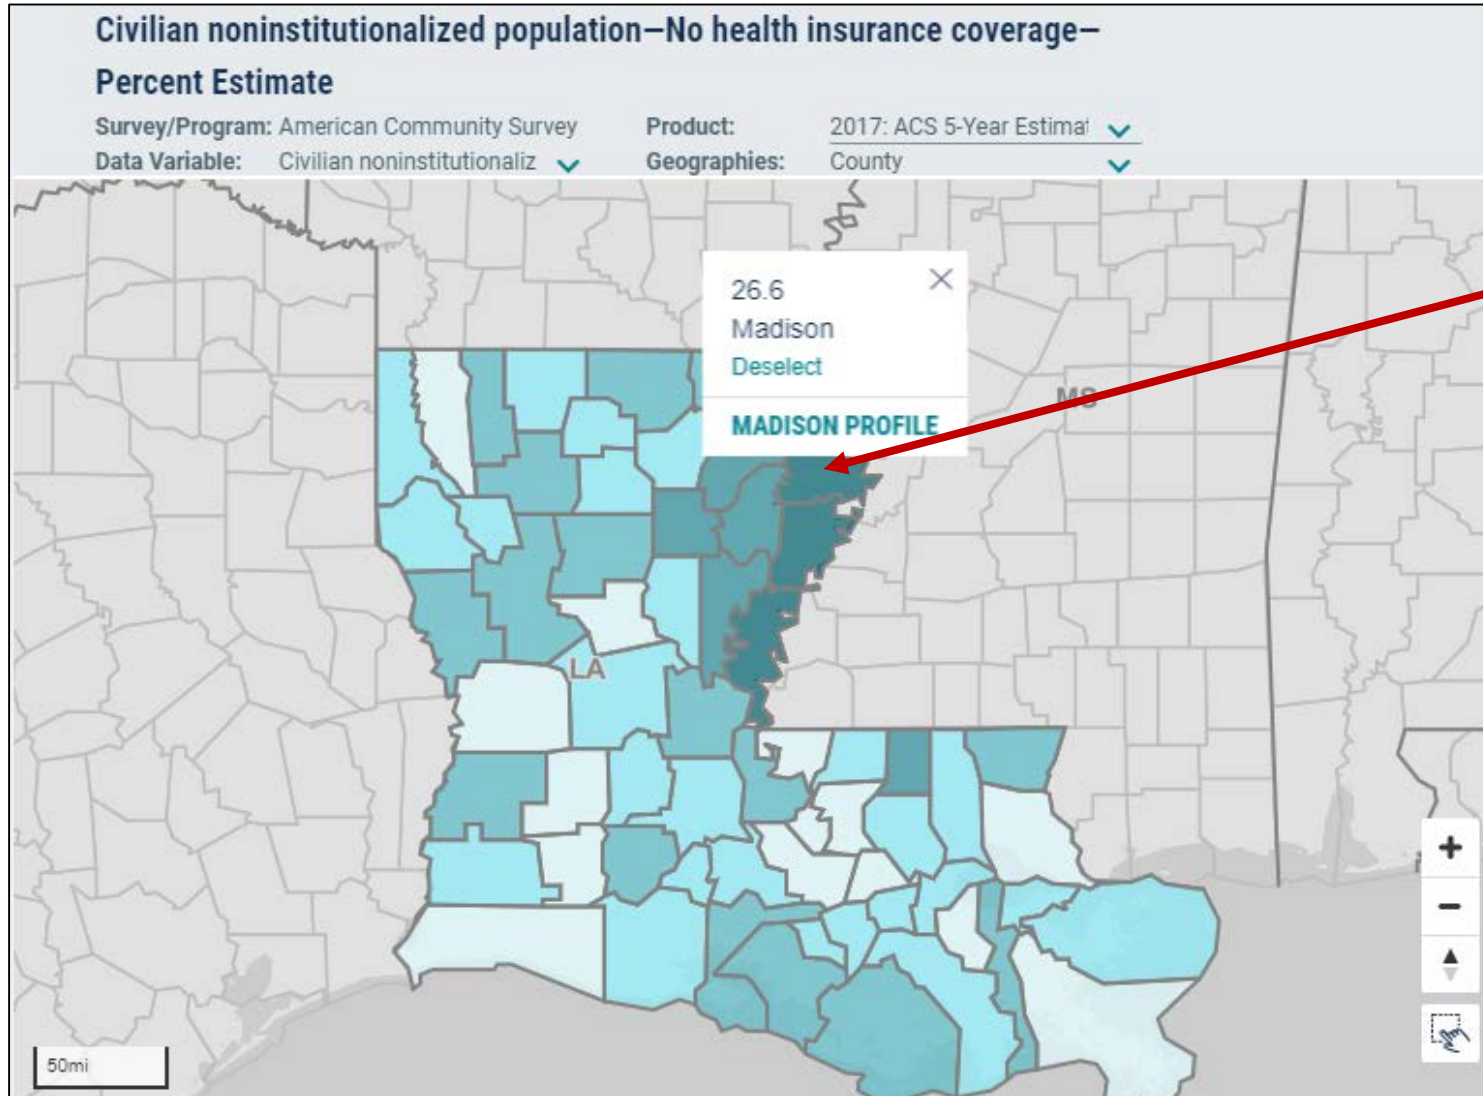 Civilian noninstitutionalized population—No health insurance coverage—
Percent Estimate
Survey/Program: American Community Survey Product: 2017: ACS 5-Year Estimat
Data Variable: Civilian noninstitutionaliz Geographies: County
26.6
Madison
Deselect
MADISON PROFILE
MS
LA
50mi